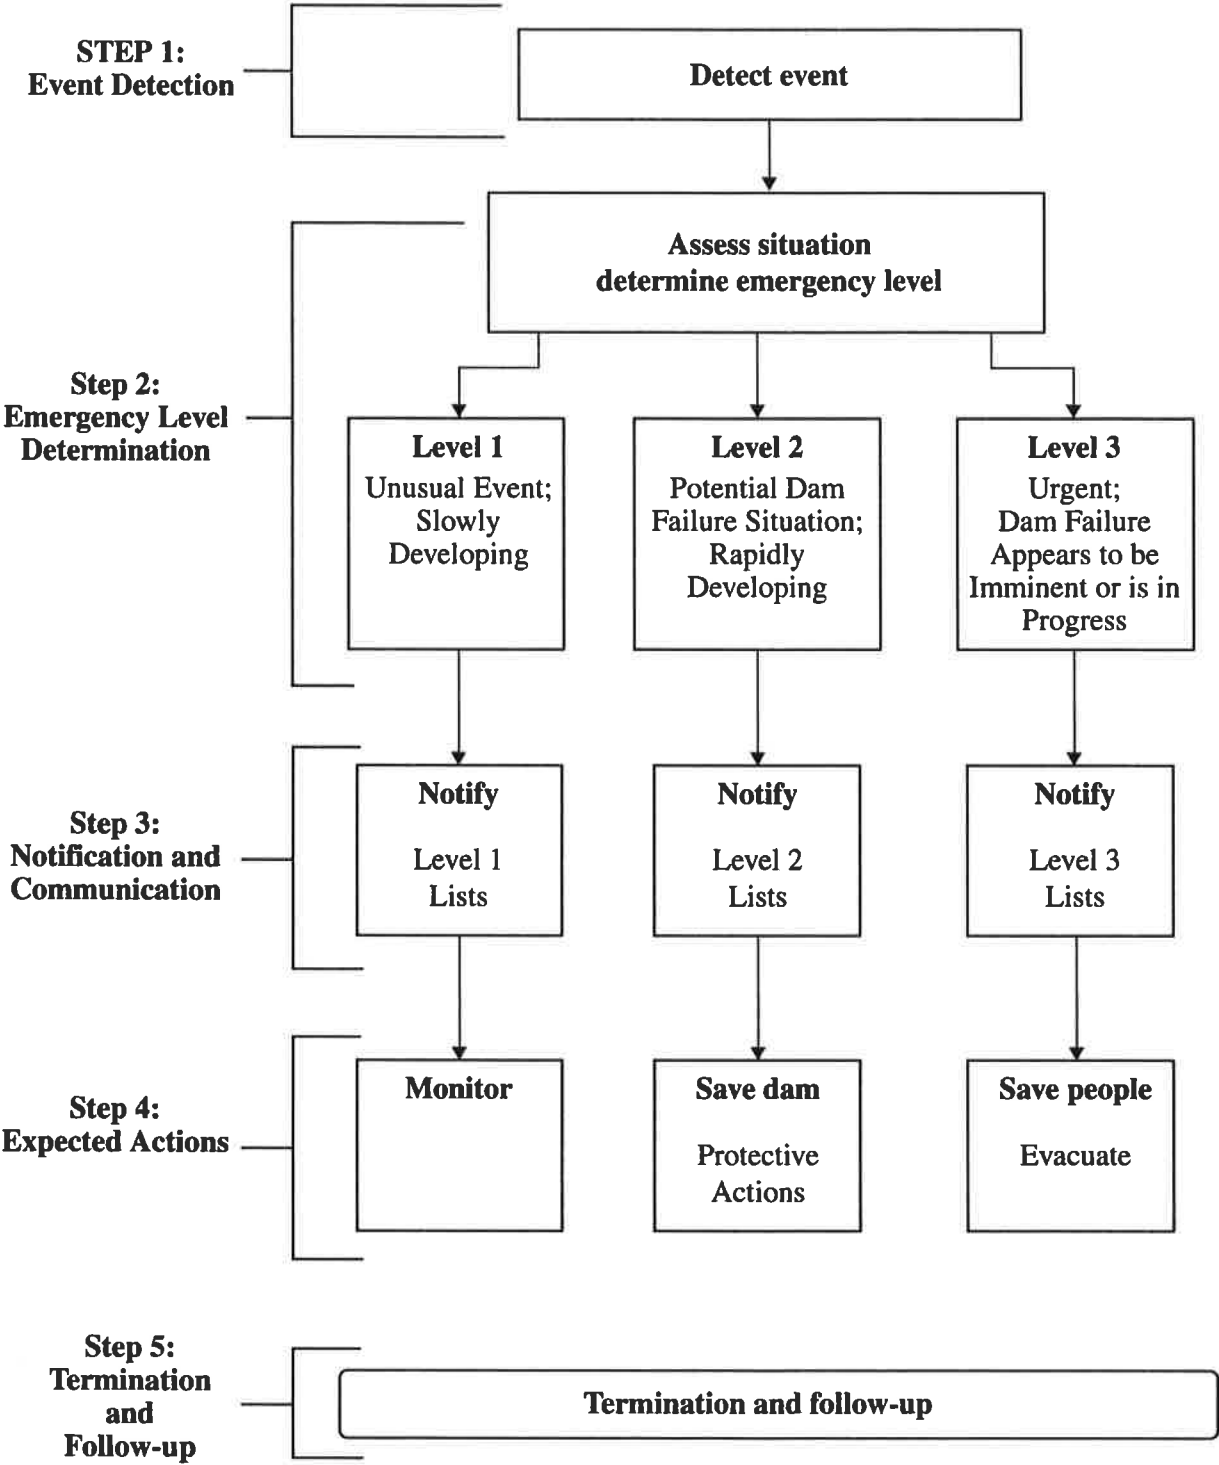 STEP 1:
Event Detection
Detect event
Assess situation
determine emergency level
Step 2:
Emergency Level
Determination
Level 1
Unusual Event;
Slowly
Developing
Level 2
Potential Dam
Failure Situation;
Rapidly
Developing
Level 3
Urgent;
Dam Failure
Appears to be
Imminent or is in
Progress
Step 3:
Notification and
Communication
Notify
Level 1
Lists
Notify
Level 2
Lists
Notify
Level 3
Lists
Step 4:
Expected Actions
Monitor
Save dam
Protective
Actions
Save people
Evacuate
Step 5:
Termination
and
Follow-up
Termination and follow-up